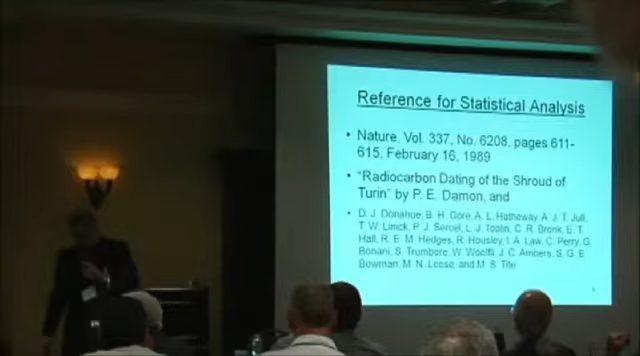 Reference for Statistical Analysis
• Nature, Vol. 337, No. 6208, pages 611-
615, February 16, 1989
• "Radiocarbon Dating of the Shroud of
Turin" by P. E. Damon, and
• D. J. Donahue, B. H. Gore, A. L. Hatheway, A. J. T. Jull,
T. W. Linick, P. J. Sercel, L. J. Toolin, C. R. Bronk, E. T.
Hall, R. E. M. Hedges, R. Housley, I. A. Law, C. Perry, G.
Bonani, S. Trumbore, W. Woelfli, J. C. Ambers, S. G. E.
Bowman, M. N. Leese, and M. S. Tite